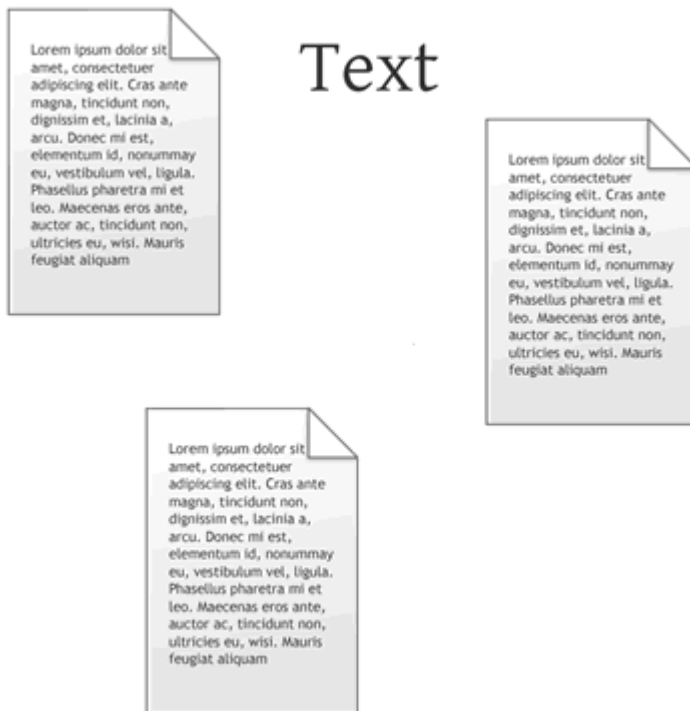 Lorem ipsum dolor sit
amet, consectetuer
adipiscing elit. Cras ante
magna, tincidunt non,
dignissim et, lacinia a,
arcu. Donec mi est,
elementum id, nonummay
eu, vestibulum vel, ligula.
Phasellus pharetra mi et
leo. Maecenas eros ante,
auctor ac, tincidunt non,
ultricies eu, wisi. Mauris
feugiat aliquam
Text
Lorem ipsum dolor sit
amet, consectetuer
adipiscing elit. Cras ante
magna, tincidunt non,
dignissim et, lacinia a,
arcu. Donec mi est,
elementum id, nonummay
eu, vestibulum vel, ligula.
Phasellus pharetra mi et
leo. Maecenas eros ante,
auctor ac, tincidunt non,
ultricies eu, wisi. Mauris
feugiat aliquam
Lorem ipsum dolor sit
amet, consectetuer
adipiscing elit. Cras ante
magna, tincidunt non,
dignissim et, lacinia a,
arcu. Donec mi est,
elementum id, nonummay
eu, vestibulum vel, ligula.
Phasellus pharetra mi et
leo. Maecenas eros ante,
auctor ac, tincidunt non,
ultricies eu, wisi. Mauris
feugiat aliquam